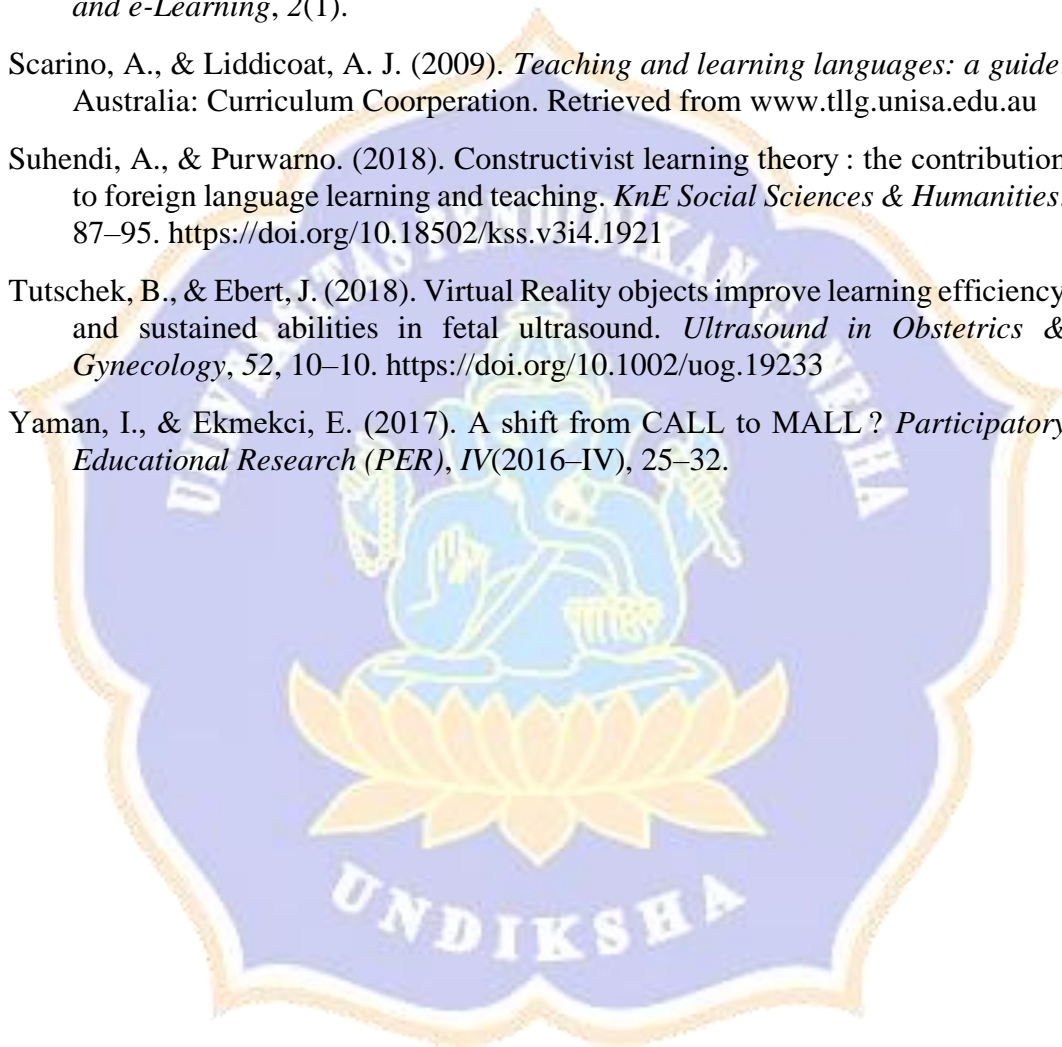 and e-Learning, 2(1).
Scarino, A., & Liddicoat, A. J. (2009). Teaching and learning languages: a guide.
Australia: Curriculum Coorperation. Retrieved from www.tllg.unisa.edu.au
Suhendi, A., & Purwarno. (2018). Constructivist learning theory : the contribution
to foreign language learning and teaching. KnE Social Sciences & Humanities.
87–95. https://doi.org/10.18502/kss.v3i4.1921
Tutschek, B., & Ebert, J. (2018). Virtual Reality objects improve learning efficiency
and sustained abilities in fetal ultrasound. Ultrasound in Obstetrics &
Gynecology, 52, 10–10. https://doi.org/10.1002/uog.19233
Yaman, I., & Ekmekci, E. (2017). A shift from CALL to MALL ? Participatory
Educational Research (PER), IV(2016–IV), 25–32.
UNIVERSITAS PENDIDIKAN GANESHA
UNDIKSHA